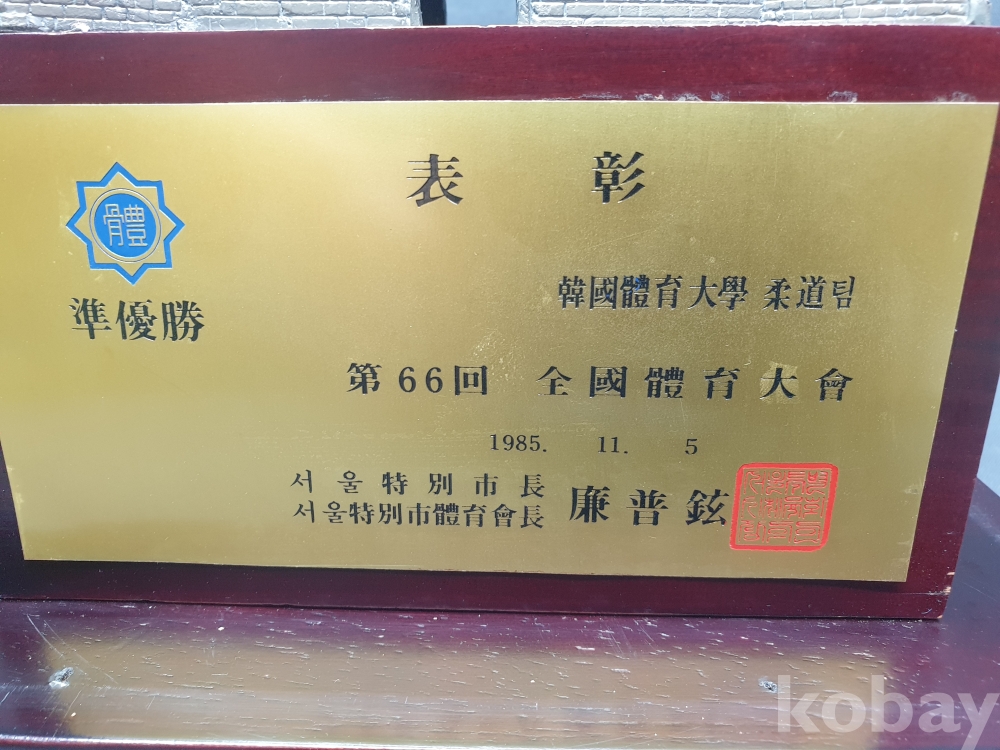 表 彰
體
準優勝
韓國體育大學 柔道팀
第 66回 全國體育大會
1985. 11. 5
서울特別市長
서울特別市體育會長 廉普鉉
kobay